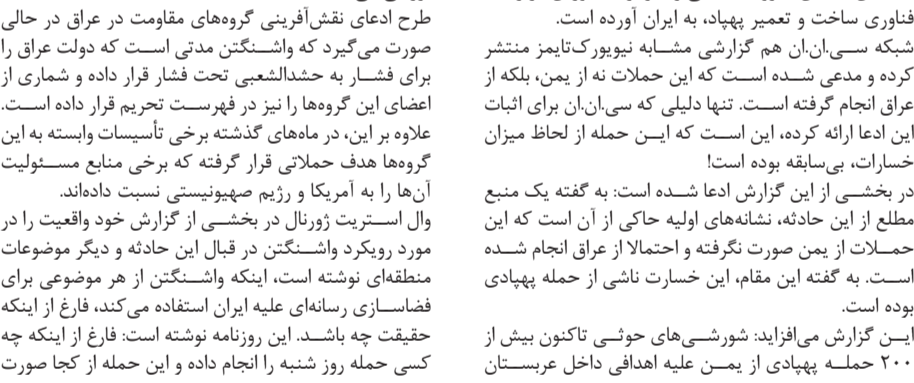 فناوری ساخت و تعمیر پهپاد، به ایران آورده است.
شبکه سی.ان.ان هم گزارشی مشابه نیویورک‌تایمز منتشر
کرده و مدعی شده است که این حملات نه از یمن، بلکه از
عراق انجام گرفته است. تنها دلیلی که سی.ان.ان برای اثبات
این ادعا ارائه کرده، این است که این حمله از لحاظ میزان
خسارات، بی‌سابقه بوده است!
در بخشی از این گزارش ادعا شده است: به گفته یک منبع
مطلع از این حادثه، نشانه‌های اولیه حاکی از آن است که این
حملات از یمن صورت نگرفته و احتمالا از عراق انجام شده
است. به گفته این مقام، این خسارت ناشی از حمله پهپادی
بوده است.
این گزارش می‌افزاید: شورشی‌های حوثی تاکنون بیش از
۲۰۰ حمله پهپادی از یمن علیه اهدافی داخل عربستان
طرح ادعای نقش‌آفرینی گروه‌های مقاومت در عراق در حالی
صورت می‌گیرد که واشنگتن مدتی است که دولت عراق را
برای فشار به حشدالشعبی تحت فشار قرار داده و شماری از
اعضای این گروه‌ها را نیز در فهرست تحریم قرار داده است.
علاوه بر این، در ماه‌های گذشته برخی تأسیسات وابسته به این
گروه‌ها هدف حملاتی قرار گرفته که برخی منابع مسئولیت
آن‌ها را به آمریکا و رژیم صهیونیستی نسبت داده‌اند.
وال استریت ژورنال در بخشی از گزارش خود واقعیت را در
مورد رویکرد واشنگتن در قبال این حادثه و دیگر موضوعات
منطقه‌ای نوشته است، اینکه واشنگتن از هر موضوعی برای
فضاسازی رسانه‌ای علیه ایران استفاده می‌کند، فارغ از اینکه
حقیقت چه باشد. این روزنامه نوشته است: فارغ از اینکه چه
کسی حمله روز شنبه را انجام داده و این حمله از کجا صورت